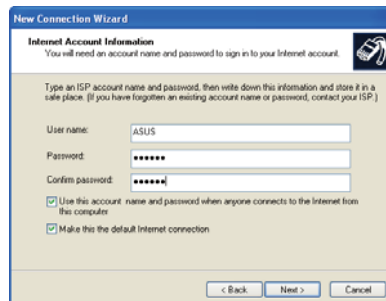 New Connection Wizard
Internet Account Information
You will need an account name and password to sign in to your Internet account.
Type an ISP account name and password, then write down this information and store it in a
safe place. (If you have forgotten an existing account name or password, contact your ISP.)
User name:
ASUS
Password:
••••••
Confirm password:
••••••
Use this account name and password when anyone connects to the Internet from
this computer
Make this the default Internet connection
< Back
Next >
Cancel